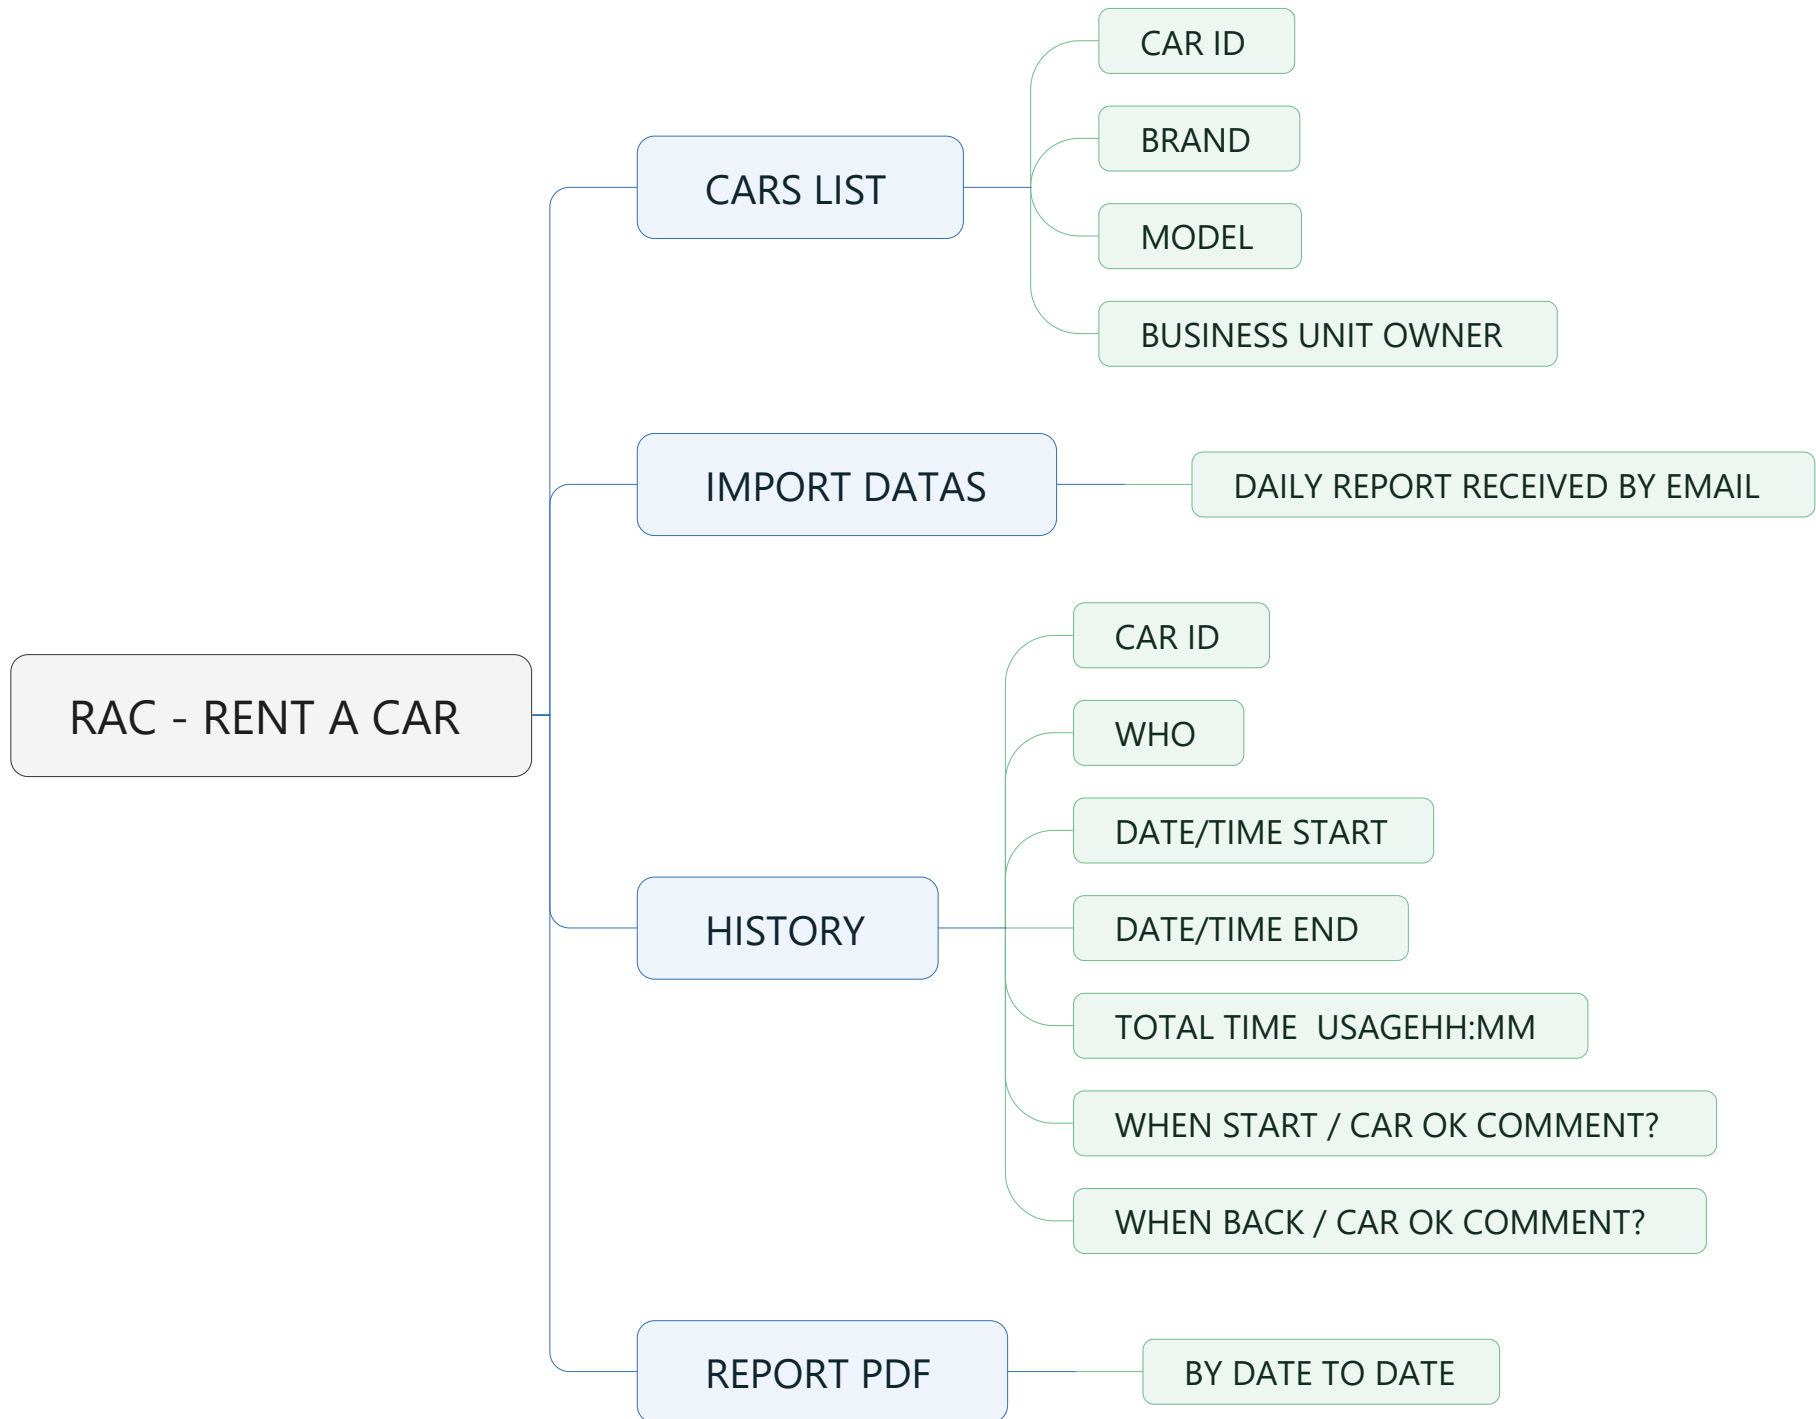 RAC - RENT A CAR
CARS LIST
CAR ID
BRAND
MODEL
BUSINESS UNIT OWNER
IMPORT DATAS
DAILY REPORT RECEIVED BY EMAIL
HISTORY
CAR ID
WHO
DATE/TIME START
DATE/TIME END
TOTAL TIME  USAGEHH:MM
WHEN START / CAR OK COMMENT?
WHEN BACK / CAR OK COMMENT?
REPORT PDF
BY DATE TO DATE